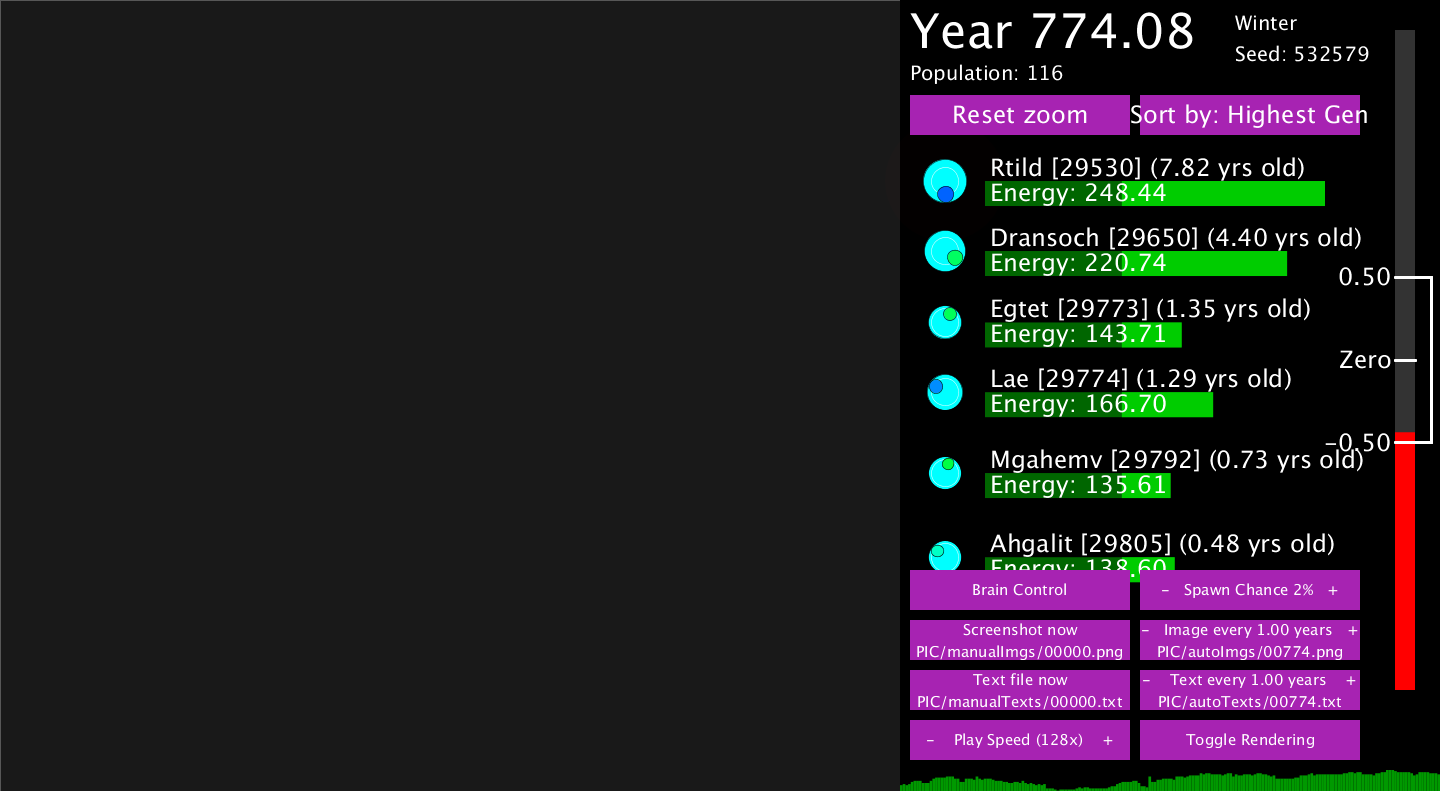 Year 774.08
Winter
Seed: 532579
Population: 116
Reset zoom
Sort by: Highest Gen
Rtild [29530] (7.82 yrs old)
Energy: 248.44
Dransoch [29650] (4.40 yrs old)
Energy: 220.74
0.50
Egtet [29773] (1.35 yrs old)
Energy: 143.71
Zero
Lae [29774] (1.29 yrs old)
Energy: 166.70
-0.50
Mgahemv [29792] (0.73 yrs old)
Energy: 135.61
Ahgalit [29805] (0.48 yrs old)
Energy: 138.60
Brain Control
- Spawn Chance 2% +
Screenshot now
PIC/manualImgs/00000.png
- Image every 1.00 years +
PIC/autoImgs/00774.png
Text file now
PIC/manualTexts/00000.txt
- Text every 1.00 years +
PIC/autoTexts/00774.txt
- Play Speed (128x) +
Toggle Rendering